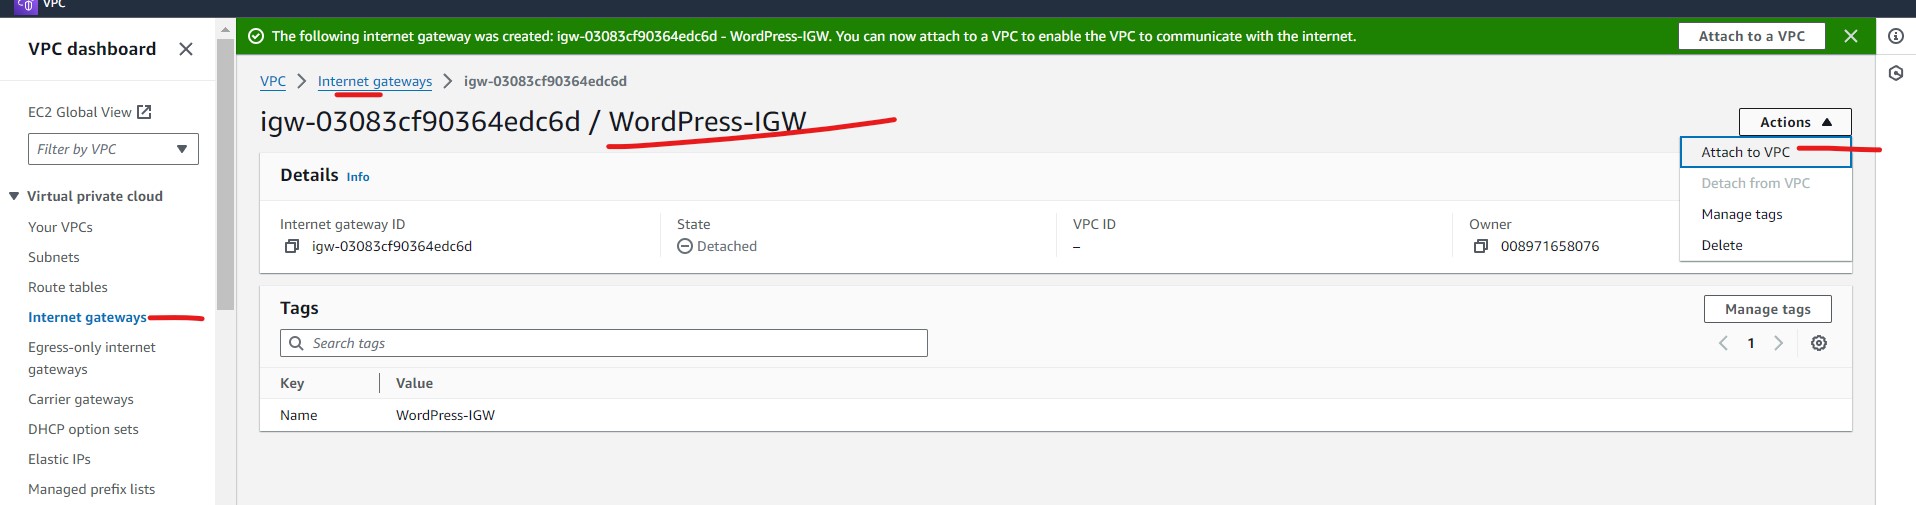 VPC
VPC dashboard
EC2 Global View
Filter by VPC
Virtual private cloud
Your VPCs
Subnets
Route tables
Internet gateways
Egress-only internet
gateways
Carrier gateways
DHCP option sets
Elastic IPs
Managed prefix lists
The following internet gateway was created: igw-03083cf90364edc6d - WordPress-IGW. You can now attach to a VPC to enable the VPC to communicate with the internet.
Attach to a VPC
VPC > Internet gateways > igw-03083cf90364edc6d
igw-03083cf90364edc6d / WordPress-IGW
Actions
Attach to VPC
Detach from VPC
Manage tags
Delete
Details Info
Internet gateway ID
igw-03083cf90364edc6d
State
Detached
VPC ID
–
Owner
008971658076
Tags
Manage tags
Search tags
1
Key Value
Name WordPress-IGW